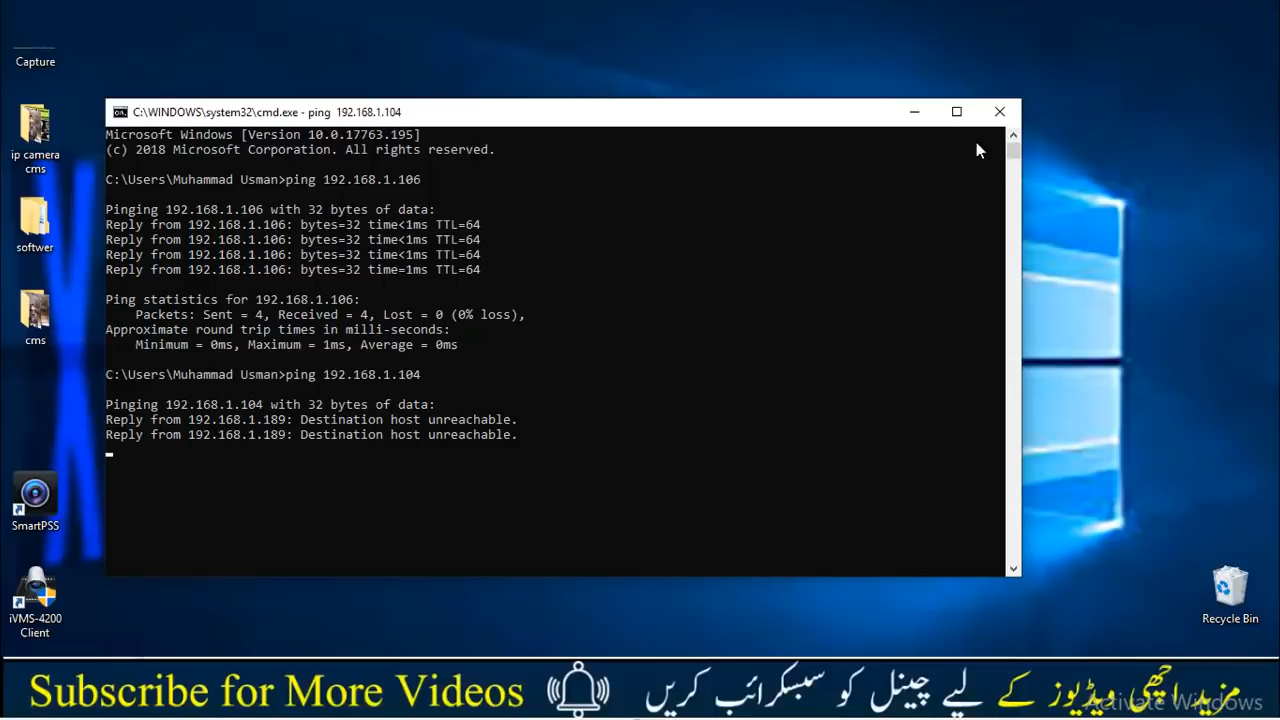 Capture
ip camera
cms
softwer
cms
SmartPSS
iVMS-4200
Client
C:\WINDOWS\system32\cmd.exe - ping  192.168.1.104
Microsoft Windows [Version 10.0.17763.195]
(c) 2018 Microsoft Corporation. All rights reserved.
C:\Users\Muhammad Usman>ping 192.168.1.106
Pinging 192.168.1.106 with 32 bytes of data:
Reply from 192.168.1.106: bytes=32 time<1ms TTL=64
Reply from 192.168.1.106: bytes=32 time<1ms TTL=64
Reply from 192.168.1.106: bytes=32 time<1ms TTL=64
Reply from 192.168.1.106: bytes=32 time=1ms TTL=64
Ping statistics for 192.168.1.106:
    Packets: Sent = 4, Received = 4, Lost = 0 (0% loss),
Approximate round trip times in milli-seconds:
    Minimum = 0ms, Maximum = 1ms, Average = 0ms
C:\Users\Muhammad Usman>ping 192.168.1.104
Pinging 192.168.1.104 with 32 bytes of data:
Reply from 192.168.1.189: Destination host unreachable.
Reply from 192.168.1.189: Destination host unreachable.
Recycle Bin
Subscribe for More Videos
مزید اچھی ویڈیوز کے لیے چینل کو سبسکرائب کریں
Activate Windows